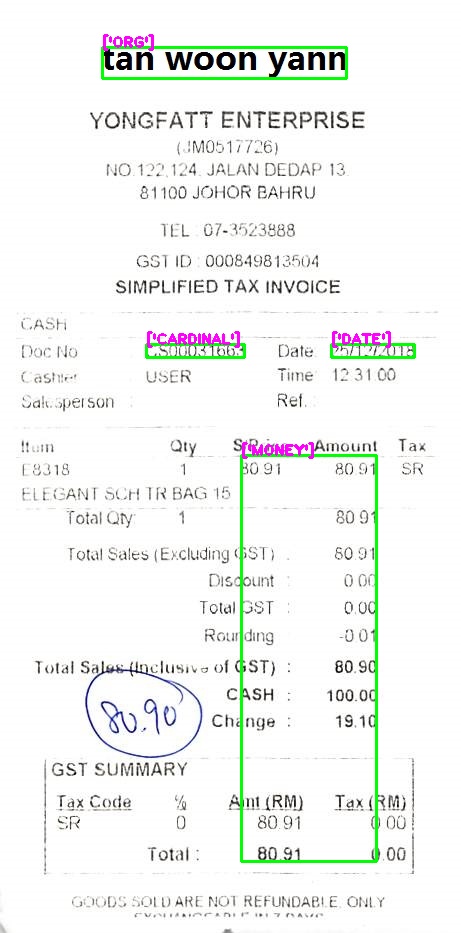 ['ORG']
tan woon yann
YONGFATT ENTERPRISE
(JM0517726)
NO.122,124, JALAN DEDAP 13.
81100 JOHOR BAHRU
TEL : 07-3523888
GST ID : 000849813504
SIMPLIFIED TAX INVOICE
CASH
['CARDINAL'] ['DATE']
Doc No : CS00031663 Date: 25/12/2018
Cashier : USER Time: 12:31:00
Salesperson : Ref.:
['MONEY']
Item Qty S/Price Amount Tax
E8318 1 80.91 80.91 SR
ELEGANT SCH TR BAG 15
Total Qty: 1 80.91
Total Sales (Excluding GST) : 80.91
Discount : 0.00
Total GST : 0.00
Rounding : -0.01
Total Sales (Inclusive of GST) : 80.90
CASH : 100.00
80.90
Change : 19.10
GST SUMMARY
Tax Code % Amt (RM) Tax (RM)
SR 0 80.91 0.00
Total : 80.91 0.00
GOODS SOLD ARE NOT REFUNDABLE, ONLY
EXCHANGEABLE IN 7 DAYS